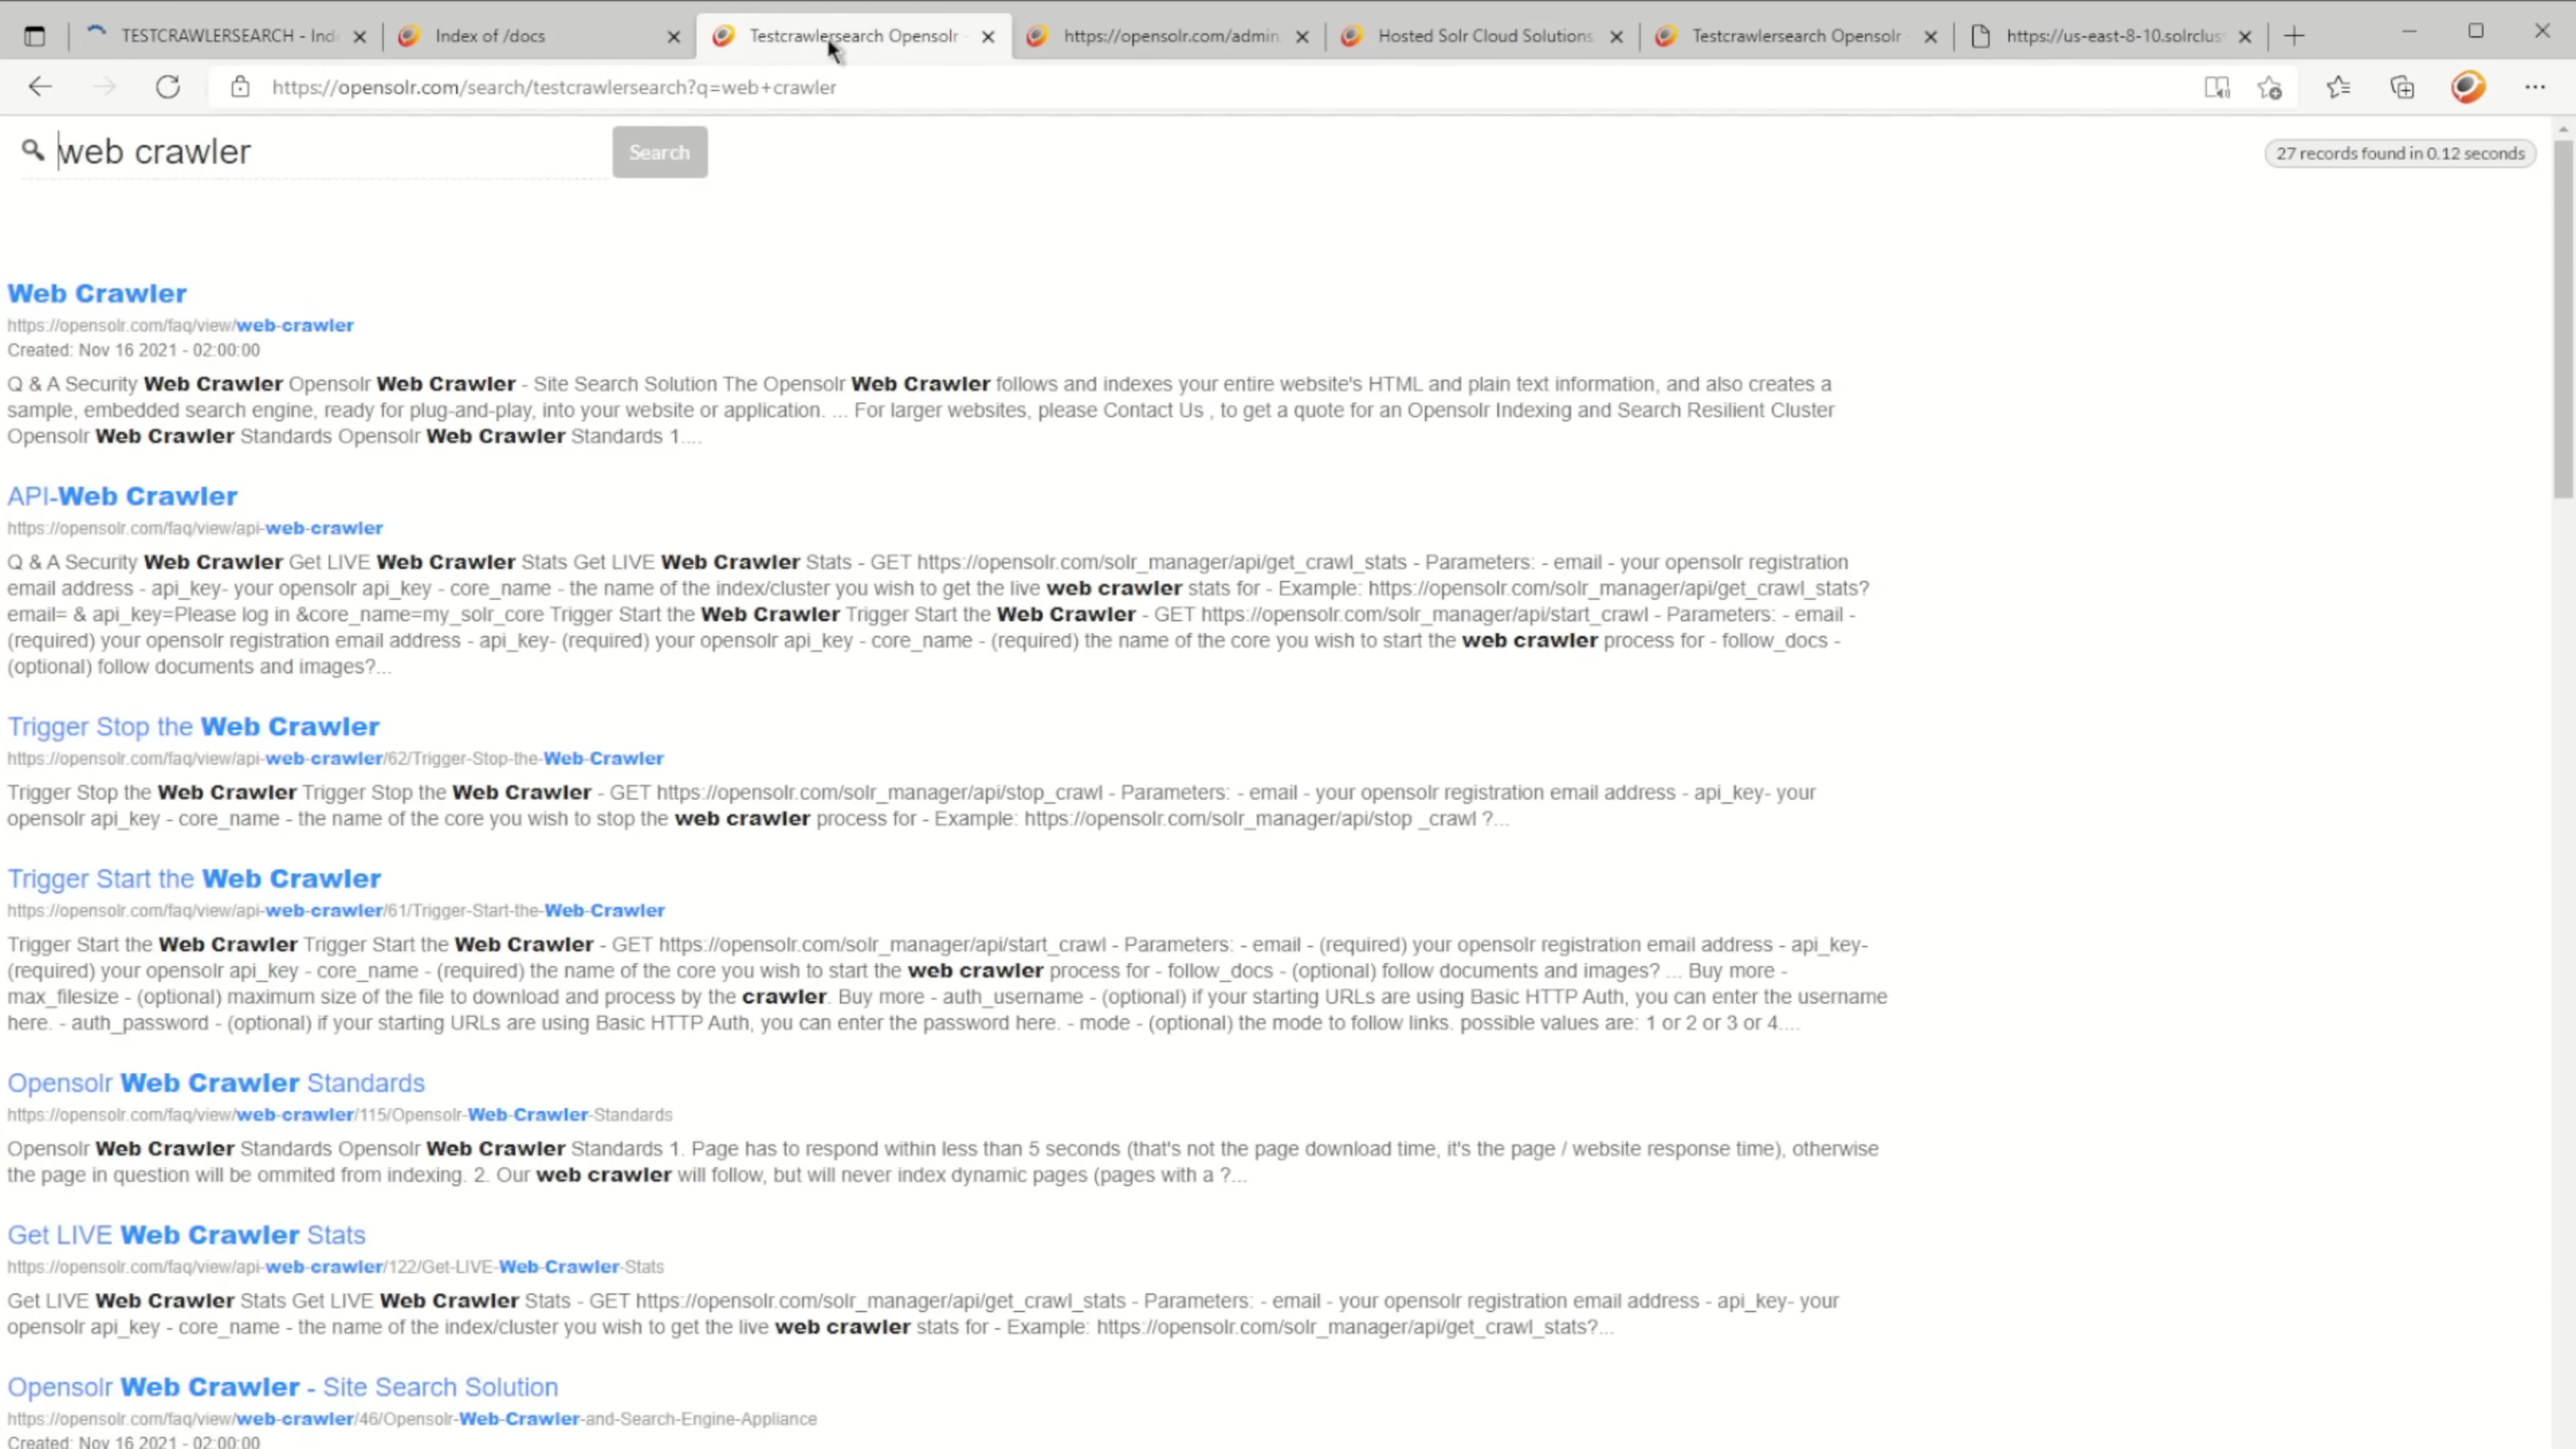 TESTCRAWLERSEARCH - Ind
Index of /docs
Testcrawlersearch Opensolr -
https://opensolr.com/admin
Hosted Solr Cloud Solutions
Testcrawlersearch Opensolr
https://us-east-8-10.solrclus
https://opensolr.com/search/testcrawlersearch?q=web+crawler
web crawler
Search
27 records found in 0.12 seconds
Web Crawler
https://opensolr.com/faq/view/web-crawler
Created: Nov 16 2021 - 02:00:00
Q & A Security Web Crawler Opensolr Web Crawler - Site Search Solution The Opensolr Web Crawler follows and indexes your entire website's HTML and plain text information, and also creates a
sample, embedded search engine, ready for plug-and-play, into your website or application. ... For larger websites, please Contact Us , to get a quote for an Opensolr Indexing and Search Resilient Cluster
Opensolr Web Crawler Standards Opensolr Web Crawler Standards 1....
API-Web Crawler
https://opensolr.com/faq/view/api-web-crawler
Q & A Security Web Crawler Get LIVE Web Crawler Stats Get LIVE Web Crawler Stats - GET https://opensolr.com/solr_manager/api/get_crawl_stats - Parameters: - email - your opensolr registration
email address - api_key- your opensolr api_key - core_name - the name of the index/cluster you wish to get the live web crawler stats for - Example: https://opensolr.com/solr_manager/api/get_crawl_stats?
email= & api_key=Please log in &core_name=my_solr_core Trigger Start the Web Crawler Trigger Start the Web Crawler - GET https://opensolr.com/solr_manager/api/start_crawl - Parameters: - email -
(required) your opensolr registration email address - api_key- (required) your opensolr api_key - core_name - (required) the name of the core you wish to start the web crawler process for - follow_docs -
(optional) follow documents and images?...
Trigger Stop the Web Crawler
https://opensolr.com/faq/view/api-web-crawler/62/Trigger-Stop-the-Web-Crawler
Trigger Stop the Web Crawler Trigger Stop the Web Crawler - GET https://opensolr.com/solr_manager/api/stop_crawl - Parameters: - email - your opensolr registration email address - api_key- your
opensolr api_key - core_name - the name of the core you wish to stop the web crawler process for - Example: https://opensolr.com/solr_manager/api/stop _crawl ?...
Trigger Start the Web Crawler
https://opensolr.com/faq/view/api-web-crawler/61/Trigger-Start-the-Web-Crawler
Trigger Start the Web Crawler Trigger Start the Web Crawler - GET https://opensolr.com/solr_manager/api/start_crawl - Parameters: - email - (required) your opensolr registration email address - api_key-
(required) your opensolr api_key - core_name - (required) the name of the core you wish to start the web crawler process for - follow_docs - (optional) follow documents and images? ... Buy more -
max_filesize - (optional) maximum size of the file to download and process by the crawler. Buy more - auth_username - (optional) if your starting URLs are using Basic HTTP Auth, you can enter the username
here. - auth_password - (optional) if your starting URLs are using Basic HTTP Auth, you can enter the password here. - mode - (optional) the mode to follow links. possible values are: 1 or 2 or 3 or 4....
Opensolr Web Crawler Standards
https://opensolr.com/faq/view/web-crawler/115/Opensolr-Web-Crawler-Standards
Opensolr Web Crawler Standards Opensolr Web Crawler Standards 1. Page has to respond within less than 5 seconds (that's not the page download time, it's the page / website response time), otherwise
the page in question will be ommited from indexing. 2. Our web crawler will follow, but will never index dynamic pages (pages with a ?...
Get LIVE Web Crawler Stats
https://opensolr.com/faq/view/api-web-crawler/122/Get-LIVE-Web-Crawler-Stats
Get LIVE Web Crawler Stats Get LIVE Web Crawler Stats - GET https://opensolr.com/solr_manager/api/get_crawl_stats - Parameters: - email - your opensolr registration email address - api_key- your
opensolr api_key - core_name - the name of the index/cluster you wish to get the live web crawler stats for - Example: https://opensolr.com/solr_manager/api/get_crawl_stats?...
Opensolr Web Crawler - Site Search Solution
https://opensolr.com/faq/view/web-crawler/46/Opensolr-Web-Crawler-and-Search-Engine-Appliance
Created: Nov 16 2021 - 02:00:00